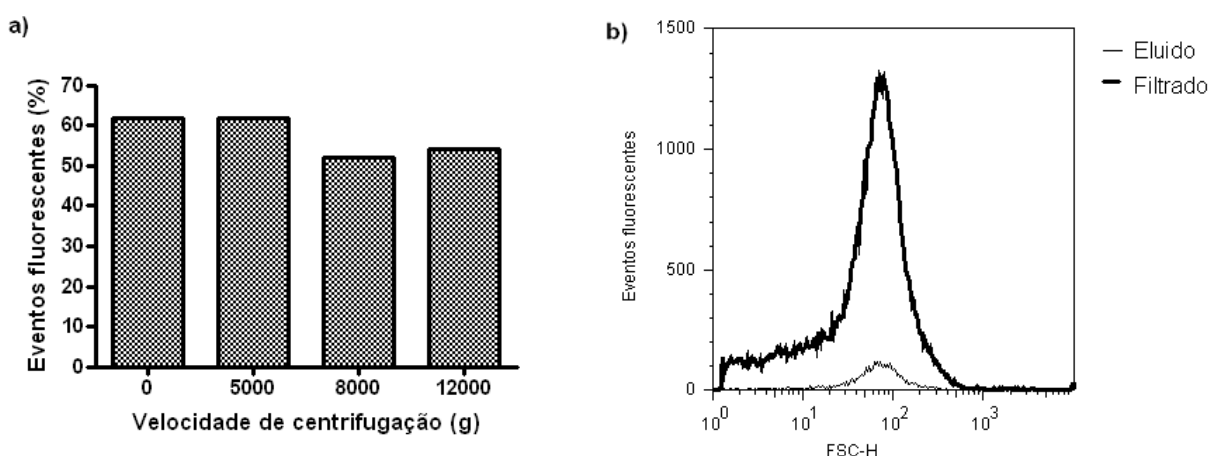 a)
Eventos fluorescentes (%)
70
60
50
40
30
20
10
0
0 5000 8000 12000
Velocidade de centrifugação (g)
b)
Eventos fluorescentes
1500
1000
500
0
10^0 10^1 10^2 10^3
FSC-H
Eluido
Filtrado